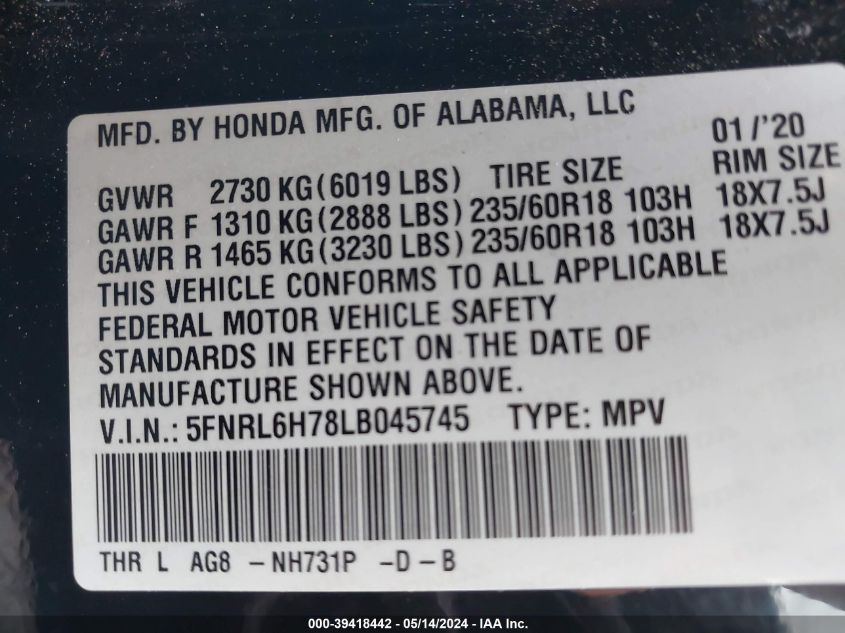 MFD. BY HONDA MFG. OF ALABAMA, LLC 01/'20
GVWR 2730 KG(6019 LBS) TIRE SIZE RIM SIZE
GAWR F 1310 KG(2888 LBS) 235/60R18 103H 18X7.5J
GAWR R 1465 KG(3230 LBS) 235/60R18 103H 18X7.5J
THIS VEHICLE CONFORMS TO ALL APPLICABLE
FEDERAL MOTOR VEHICLE SAFETY
STANDARDS IN EFFECT ON THE DATE OF
MANUFACTURE SHOWN ABOVE.
V.I.N.: 5FNRL6H78LB045745 TYPE: MPV
THR L AG8 -NH731P -D-B
000-39418442 - 05/14/2024 - IAA Inc.